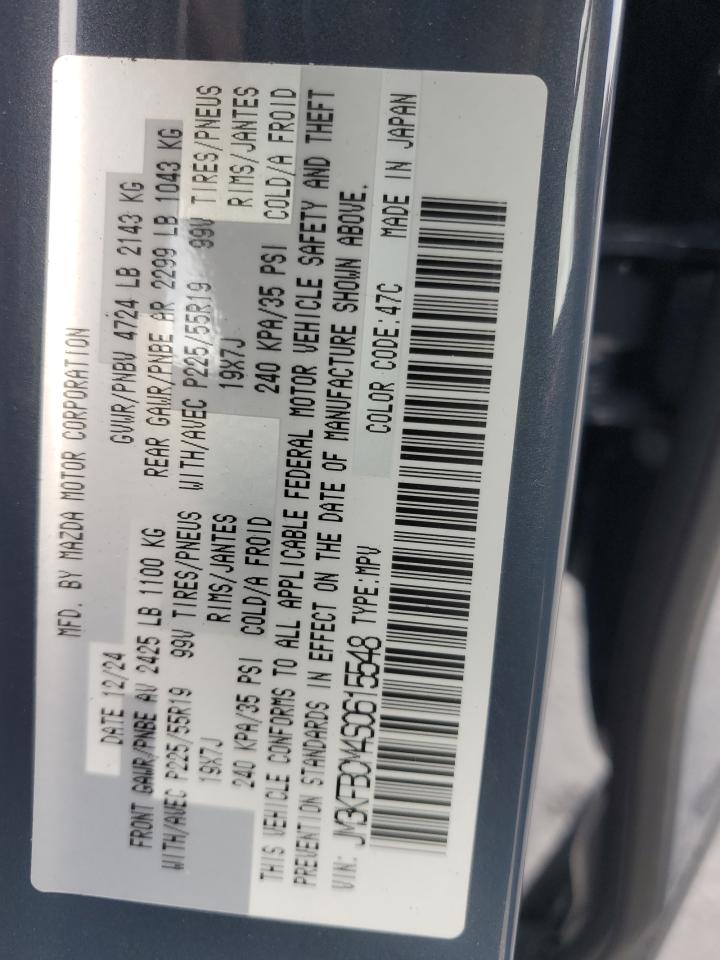 MFD. BY MAZDA MOTOR CORPORATION
DATE 12/24 GVWR/PNBV 4724 LB 2143 KG
FRONT GAWR/PNBE AV 2425 LB 1100 KG REAR GAWR/PNBE AR 2299 LB 1043 KG
WITH/AVEC P225/55R19 99V TIRES/PNEUS WITH/AVEC P225/55R19 99V TIRES/PNEUS
19X7J RIMS/JANTES 19X7J RIMS/JANTES
240 KPA/35 PSI COLD/A FROID 240 KPA/35 PSI COLD/A FROID
THIS VEHICLE CONFORMS TO ALL APPLICABLE FEDERAL MOTOR VEHICLE SAFETY AND THEFT
PREVENTION STANDARDS IN EFFECT ON THE DATE OF MANUFACTURE SHOWN ABOVE.
VIN: JM3KFBCM4S0615548 TYPE:MPV COLOR CODE:47C MADE IN JAPAN